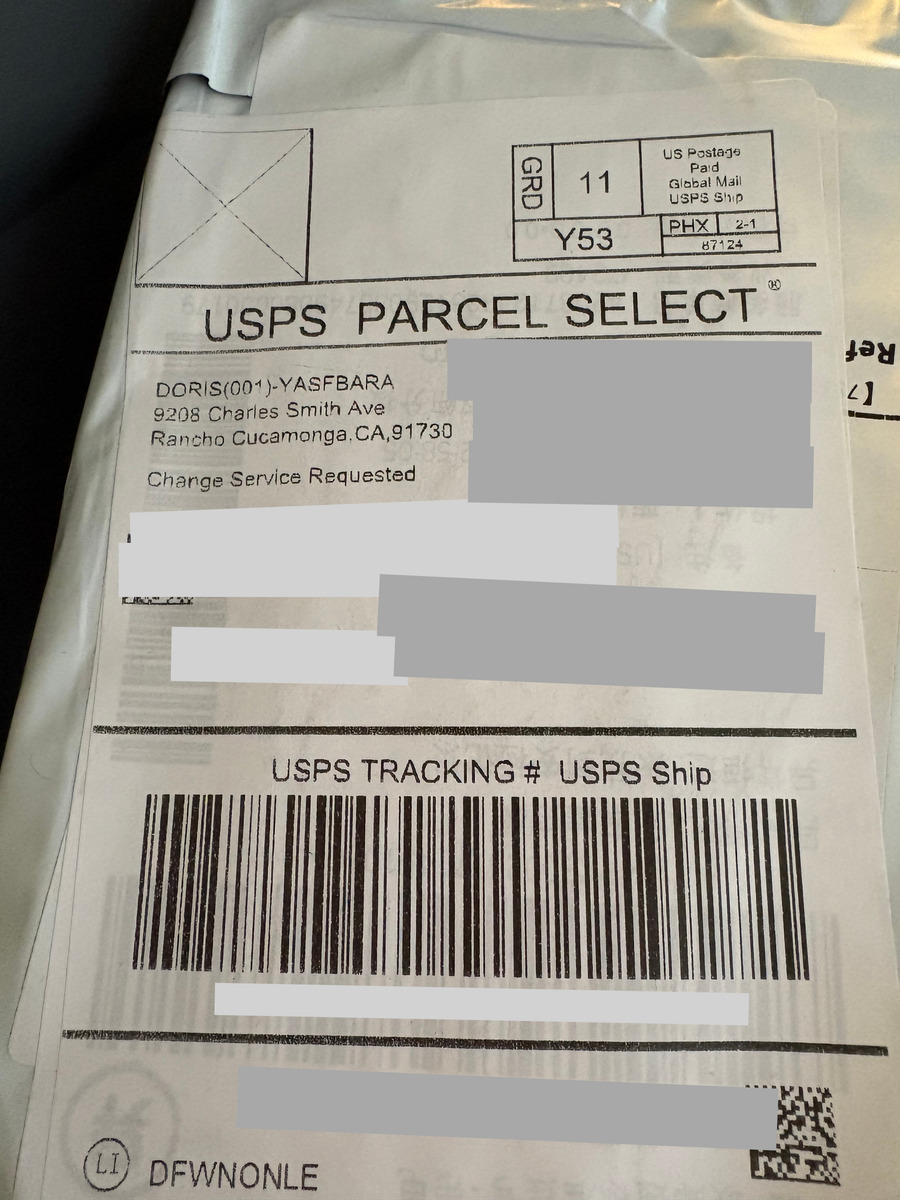 GRD
11
US Postage
Paid
Global Mail
USPS Ship
Y53
PHX 2-1
87124
USPS PARCEL SELECT®
DORIS(001)-YASFBARA
9208 Charles Smith Ave
Rancho Cucamonga,CA,91730
Change Service Requested
Ref
USPS TRACKING # USPS Ship
LI DFWNONLE